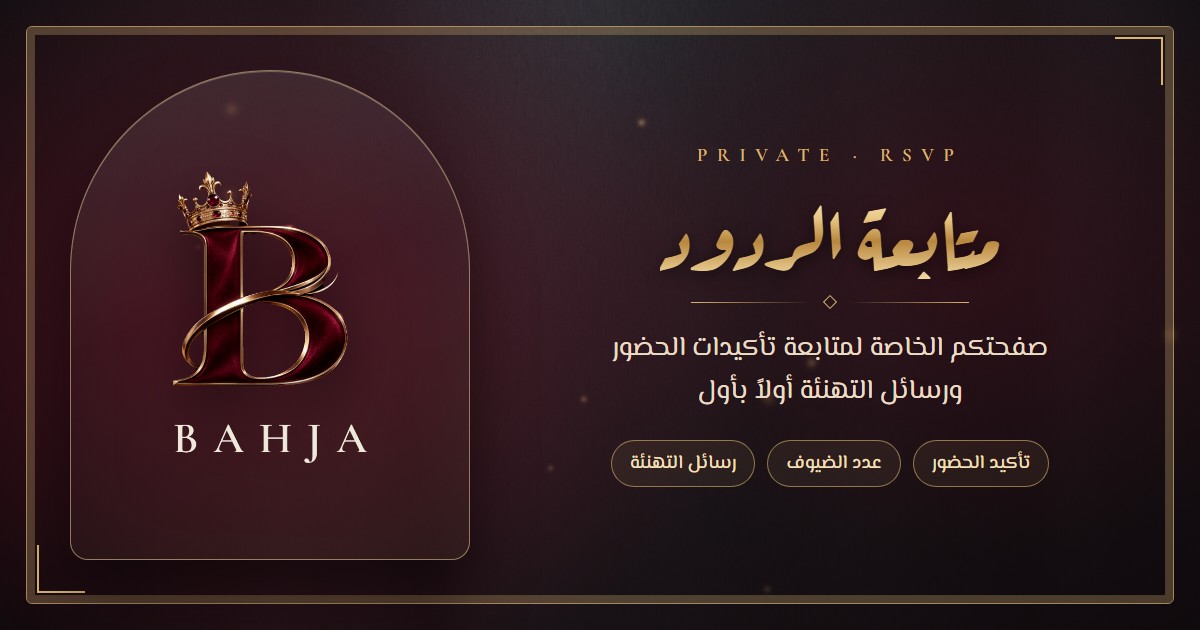 PRIVATE · RSVP
متابعة الردود
صفحتكم الخاصة لمتابعة تأكيدات الحضور
ورسائل التهنئة أولاً بأول
تأكيد الحضور
عدد الضيوف
رسائل التهنئة
B
BAHJA